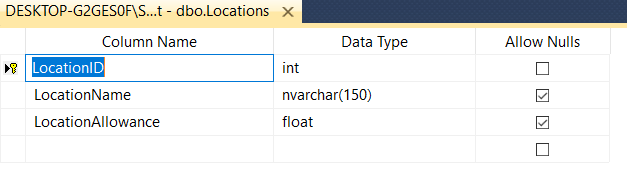 DESKTOP-G2GES0F\S...t - dbo.Locations
Column Name Data Type Allow Nulls
LocationID int
LocationName nvarchar(150)
LocationAllowance float